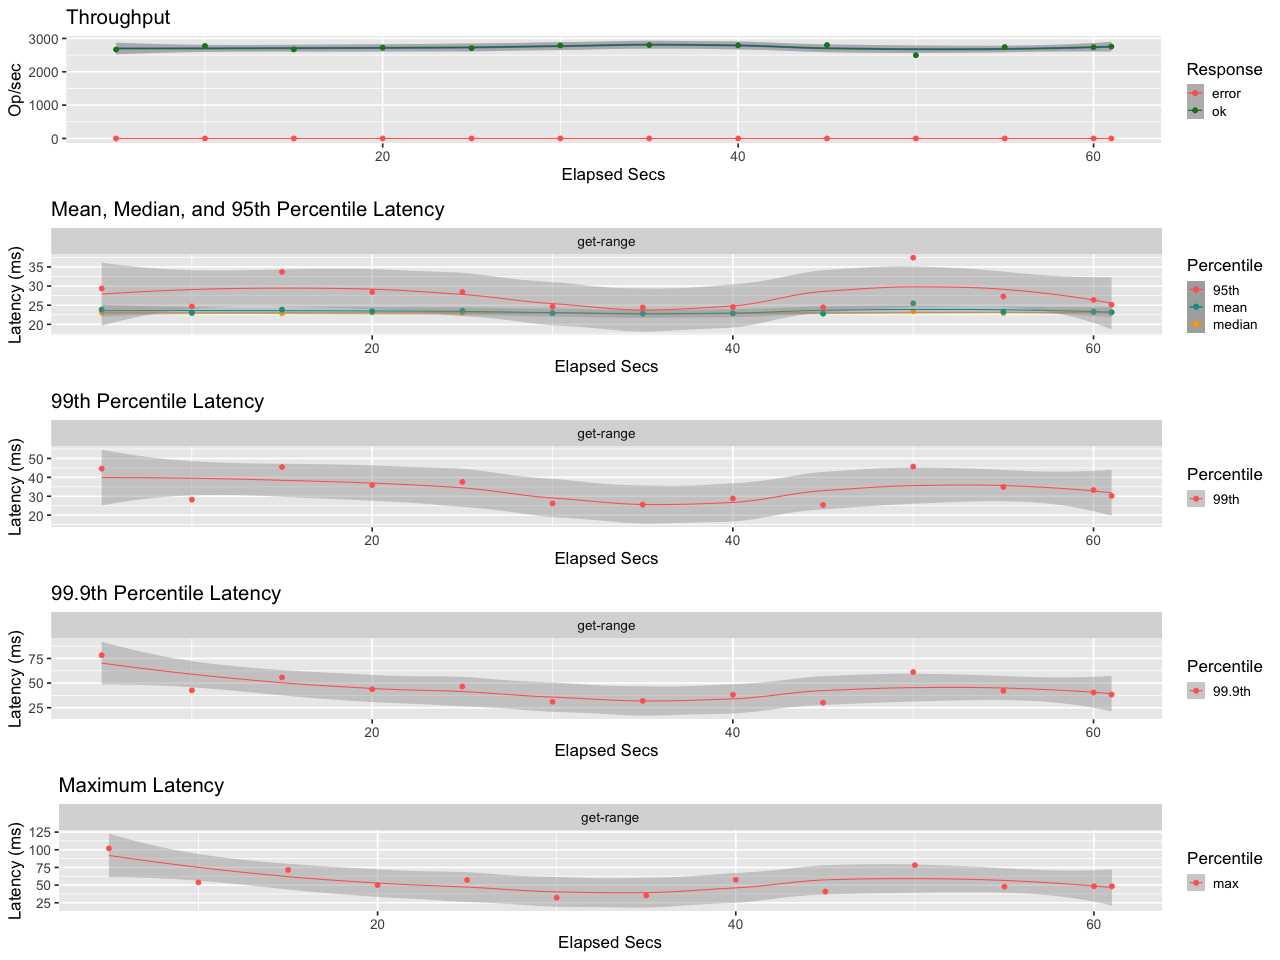 Throughput
3000
2000
1000
0
Op/sec
20 40 60
Elapsed Secs
Response
error
ok
Mean, Median, and 95th Percentile Latency
get-range
35
30
25
20
Latency (ms)
20 40 60
Elapsed Secs
Percentile
95th
mean
median
99th Percentile Latency
get-range
50
40
30
20
Latency (ms)
20 40 60
Elapsed Secs
Percentile
99th
99.9th Percentile Latency
get-range
75
50
25
Latency (ms)
20 40 60
Elapsed Secs
Percentile
99.9th
Maximum Latency
get-range
125
100
75
50
25
Latency (ms)
20 40 60
Elapsed Secs
Percentile
max